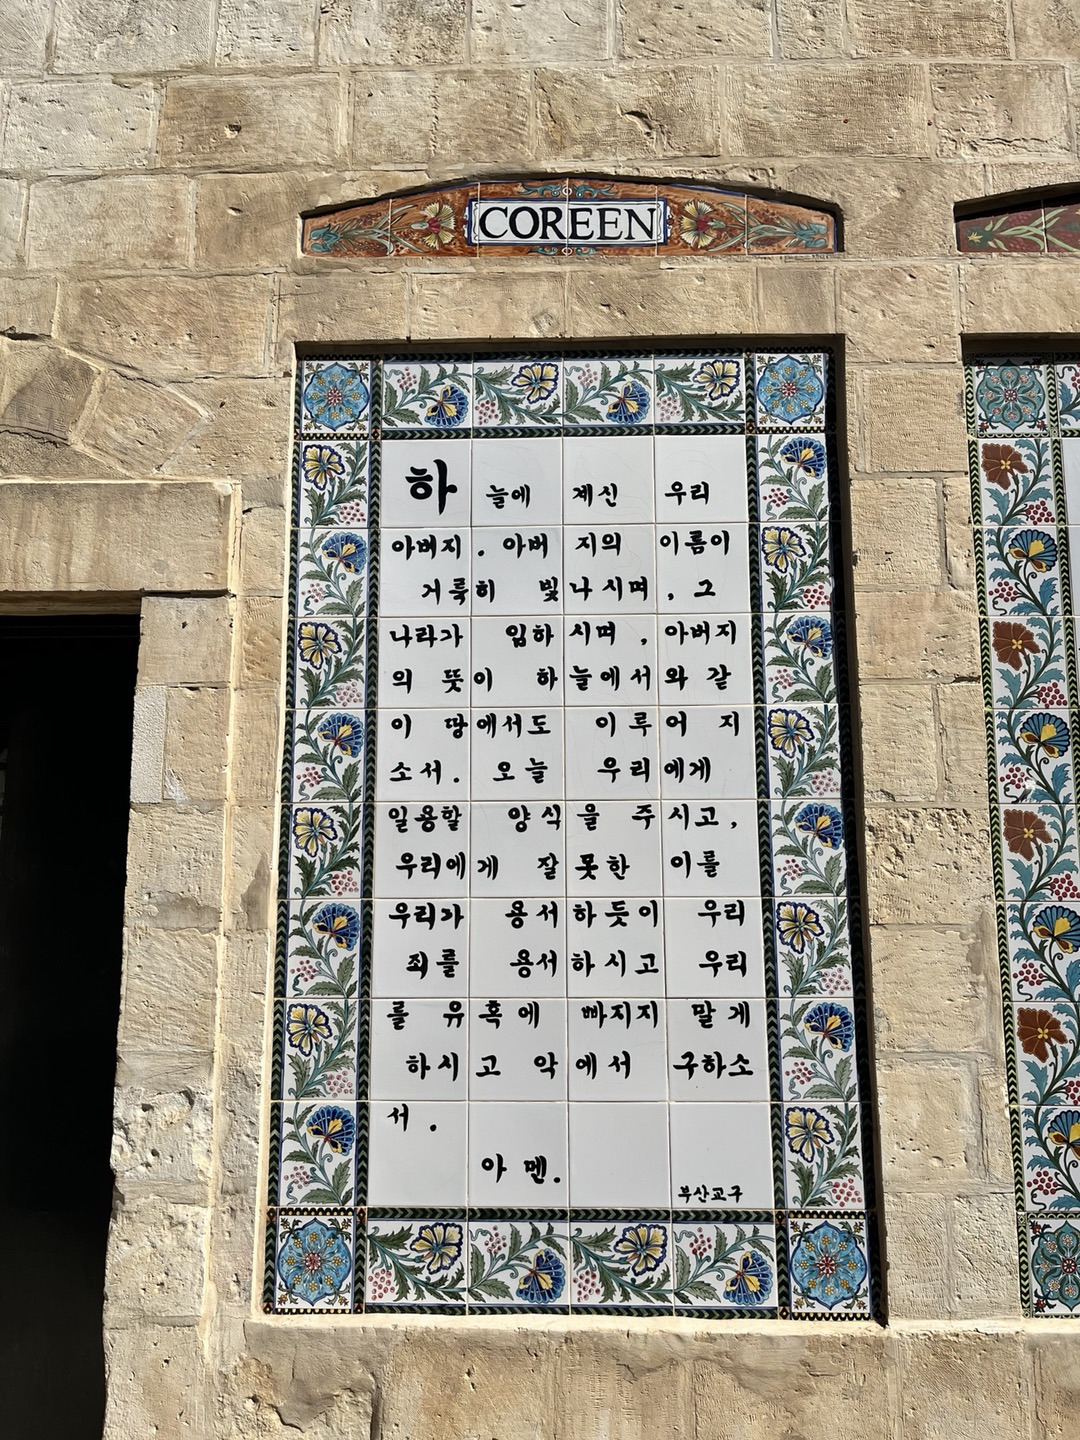 COREEN
하늘에 계신 우리
아버지. 아버지의 이름이
거룩히 빛나시며, 그
나라가 임하시며, 아버지
의 뜻이 하늘에서와 같
이 땅에서도 이루어지
소서. 오늘 우리에게
일용할 양식을 주시고,
우리에게 잘못한 이를
우리가 용서하듯이 우리
죄를 용서하시고 우리
를 유혹에 빠지지 말게
하시고 악에서 구하소
서.
아멘.
부산교구